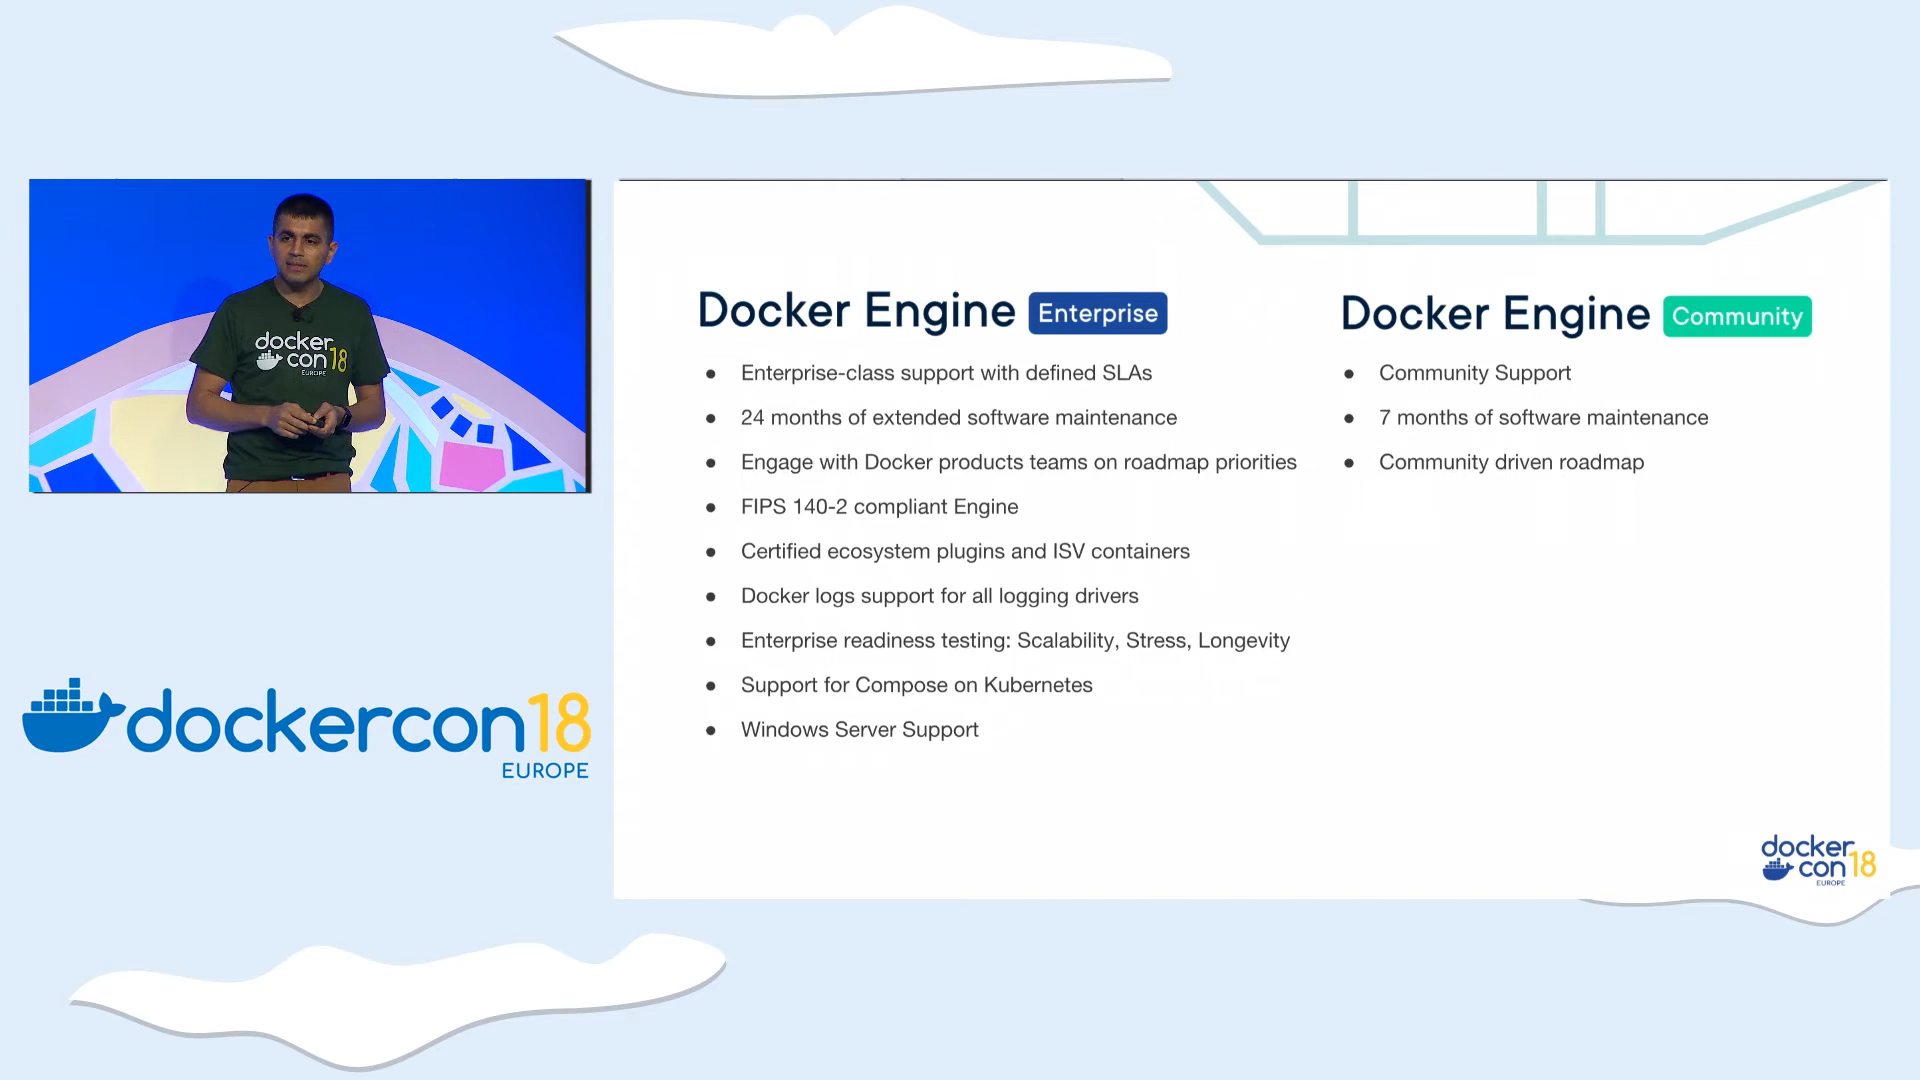 docker
con 18
EUROPE
dockercon18
EUROPE
Docker Engine Enterprise
● Enterprise-class support with defined SLAs
● 24 months of extended software maintenance
● Engage with Docker products teams on roadmap priorities
● FIPS 140-2 compliant Engine
● Certified ecosystem plugins and ISV containers
● Docker logs support for all logging drivers
● Enterprise readiness testing: Scalability, Stress, Longevity
● Support for Compose on Kubernetes
● Windows Server Support
Docker Engine Community
● Community Support
● 7 months of software maintenance
● Community driven roadmap
docker
con 18
EUROPE